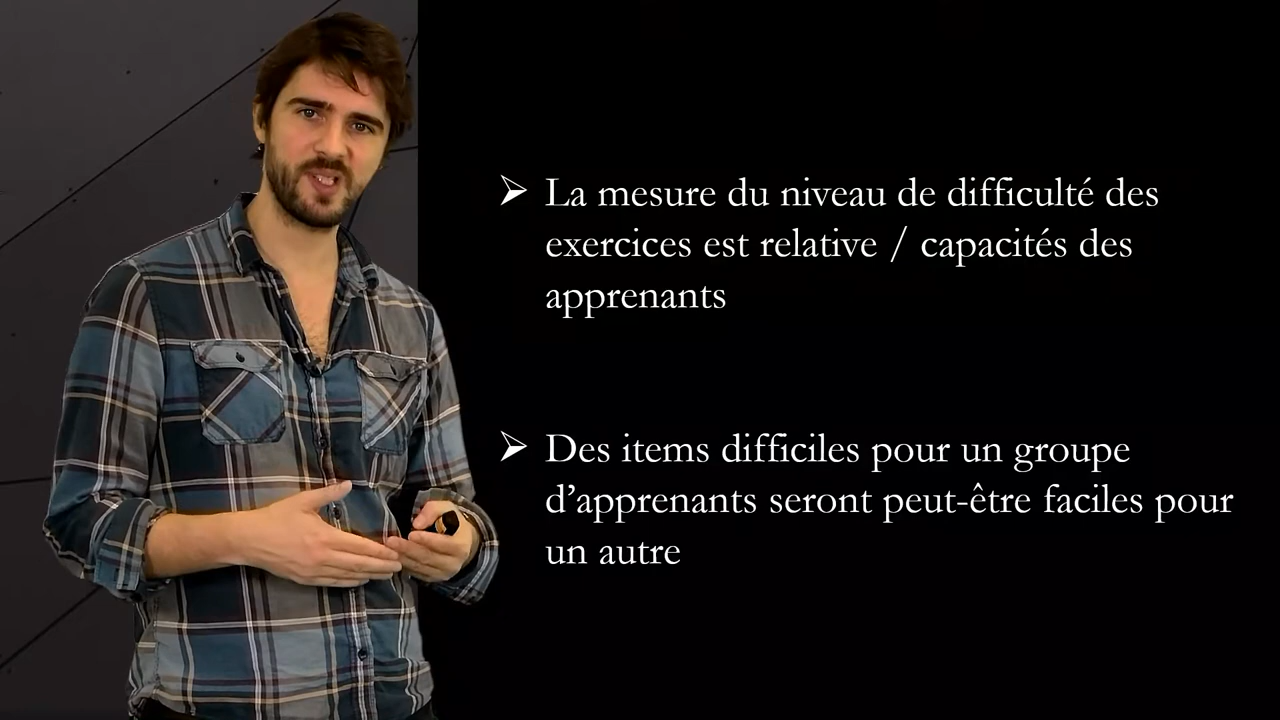 La mesure du niveau de difficulté des
exercices est relative / capacités des
apprenants
Des items difficiles pour un groupe
d’apprenants seront peut-être faciles pour
un autre